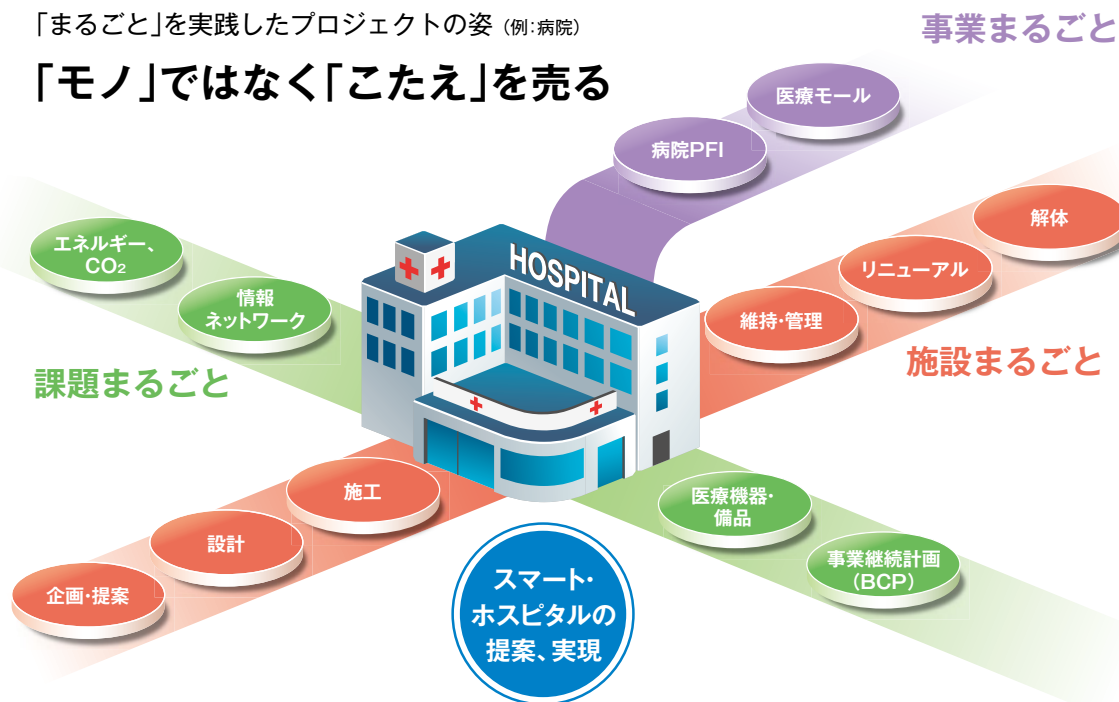 「まるごと」を実践したプロジェクトの姿（例:病院）
「モノ」ではなく「こたえ」を売る
事業まるごと
医療モール
病院PFI
解体
リニューアル
維持・管理
施設まるごと
エネルギー、
CO₂
情報
ネットワーク
課題まるごと
HOSPITAL
施工
設計
企画・提案
医療機器・
備品
事業継続計画
（BCP）
スマート・
ホスピタルの
提案、実現